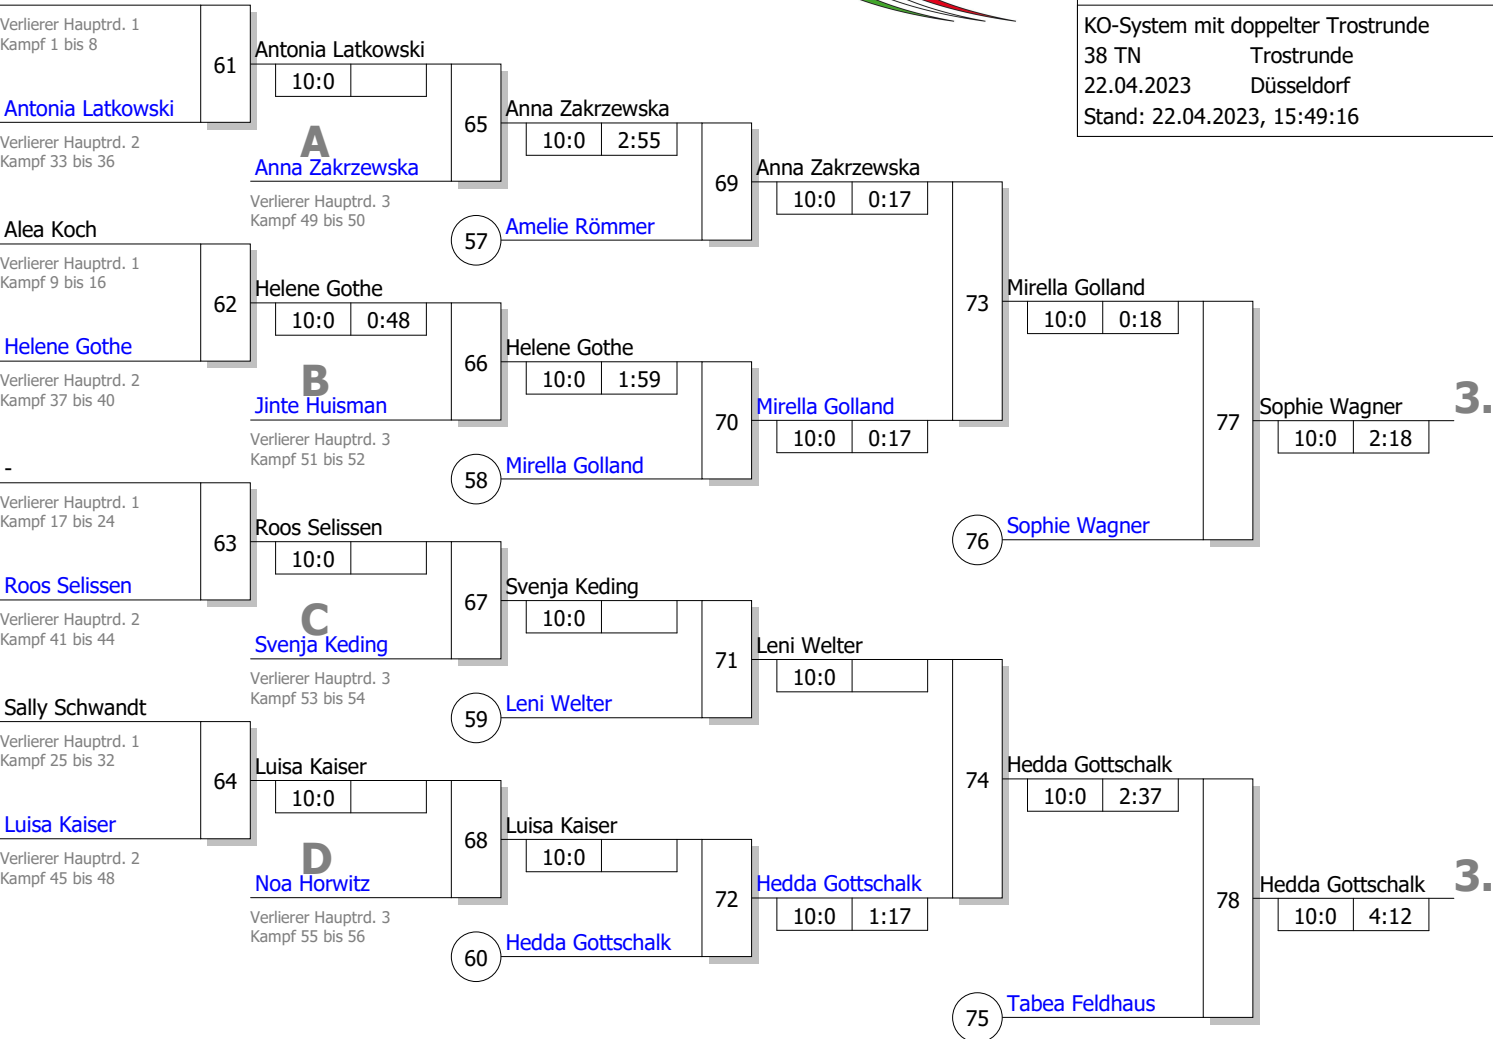 KO-System mit doppelter Trostrunde
38 TN Trostrunde
22.04.2023 Düsseldorf
Stand: 22.04.2023, 15:49:16
Verlierer Hauptrd. 1
Kampf 1 bis 8
61
Antonia Latkowski
10:0
Antonia Latkowski
Verlierer Hauptrd. 2
Kampf 33 bis 36
A
Anna Zakrzewska
Verlierer Hauptrd. 3
Kampf 49 bis 50
65
Anna Zakrzewska
10:0 2:55
57
Amelie Römmer
69
Anna Zakrzewska
10:0 0:17
Alea Koch
Verlierer Hauptrd. 1
Kampf 9 bis 16
62
Helene Gothe
10:0 0:48
Helene Gothe
Verlierer Hauptrd. 2
Kampf 37 bis 40
B
Jinte Huisman
Verlierer Hauptrd. 3
Kampf 51 bis 52
66
Helene Gothe
10:0 1:59
58
Mirella Golland
70
Mirella Golland
10:0 0:17
73
Mirella Golland
10:0 0:18
76
Sophie Wagner
77
Sophie Wagner
10:0 2:18
3.
-
Verlierer Hauptrd. 1
Kampf 17 bis 24
63
Roos Selissen
10:0
Roos Selissen
Verlierer Hauptrd. 2
Kampf 41 bis 44
C
Svenja Keding
Verlierer Hauptrd. 3
Kampf 53 bis 54
67
Svenja Keding
10:0
59
Leni Welter
71
Leni Welter
10:0
Sally Schwandt
Verlierer Hauptrd. 1
Kampf 25 bis 32
64
Luisa Kaiser
10:0
Luisa Kaiser
Verlierer Hauptrd. 2
Kampf 45 bis 48
D
Noa Horwitz
Verlierer Hauptrd. 3
Kampf 55 bis 56
68
Luisa Kaiser
10:0
60
Hedda Gottschalk
72
Hedda Gottschalk
10:0 1:17
74
Hedda Gottschalk
10:0 2:37
75
Tabea Feldhaus
78
Hedda Gottschalk
10:0 4:12
3.